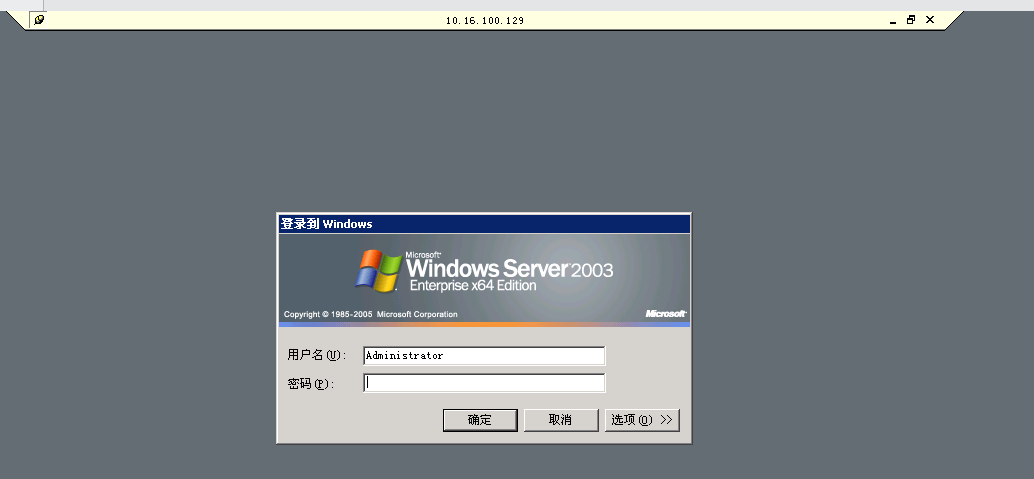 10.16.100.129
登录到 Windows
Microsoft
Windows Server 2003
Enterprise x64 Edition
Copyright © 1985-2005 Microsoft Corporation
Microsoft
用户名(U):
Administrator
密码(P):
确定
取消
选项(O) >>